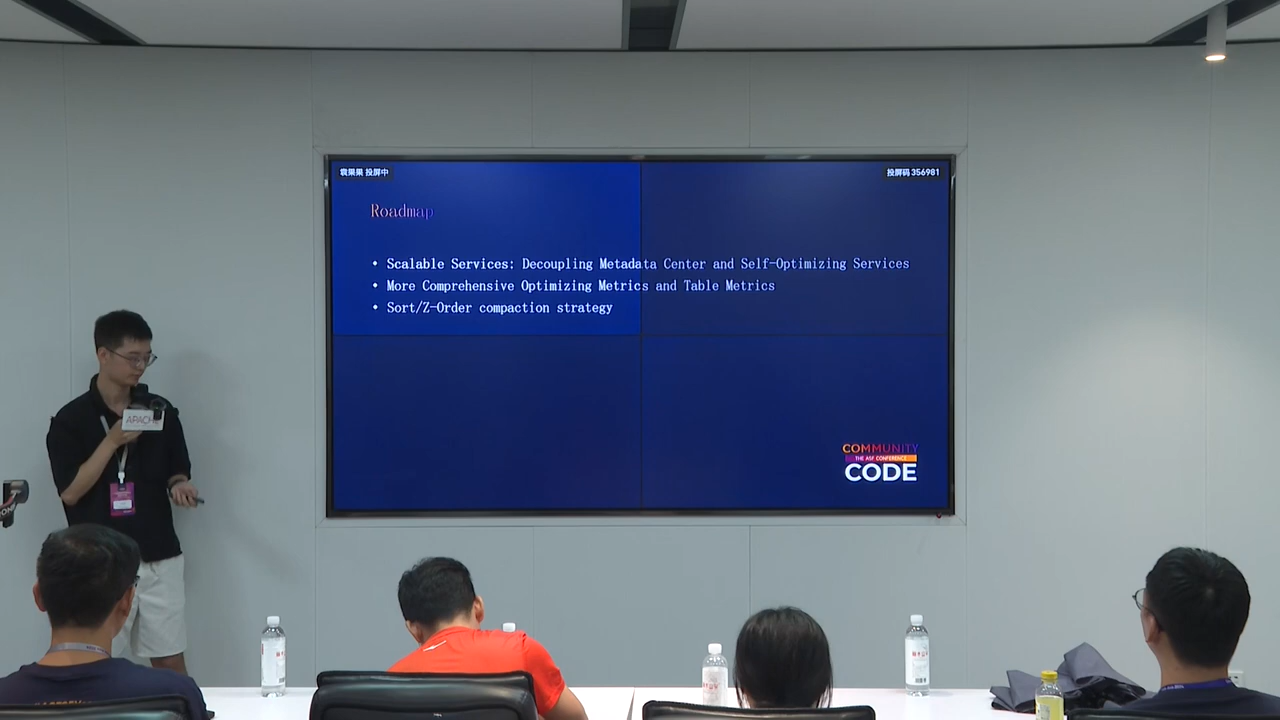 袁果果 投屏中
投屏码 356981
Roadmap
• Scalable Services: Decoupling Metadata Center and Self-Optimizing Services
• More Comprehensive Optimizing Metrics and Table Metrics
• Sort/Z-Order compaction strategy
COMMUNITY
THE ASF CONFERENCE
CODE
APACHE